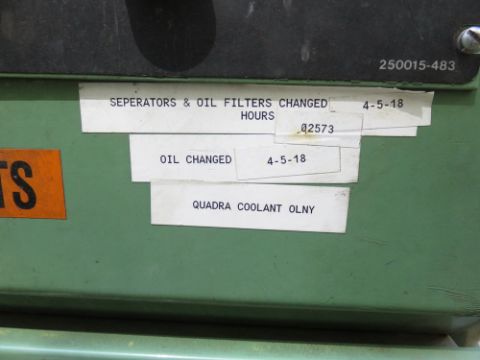 250015-483
SEPERATORS & OIL FILTERS CHANGED 4-5-18
HOURS 02573
OIL CHANGED 4-5-18
TS
QUADRA COOLANT OLNY